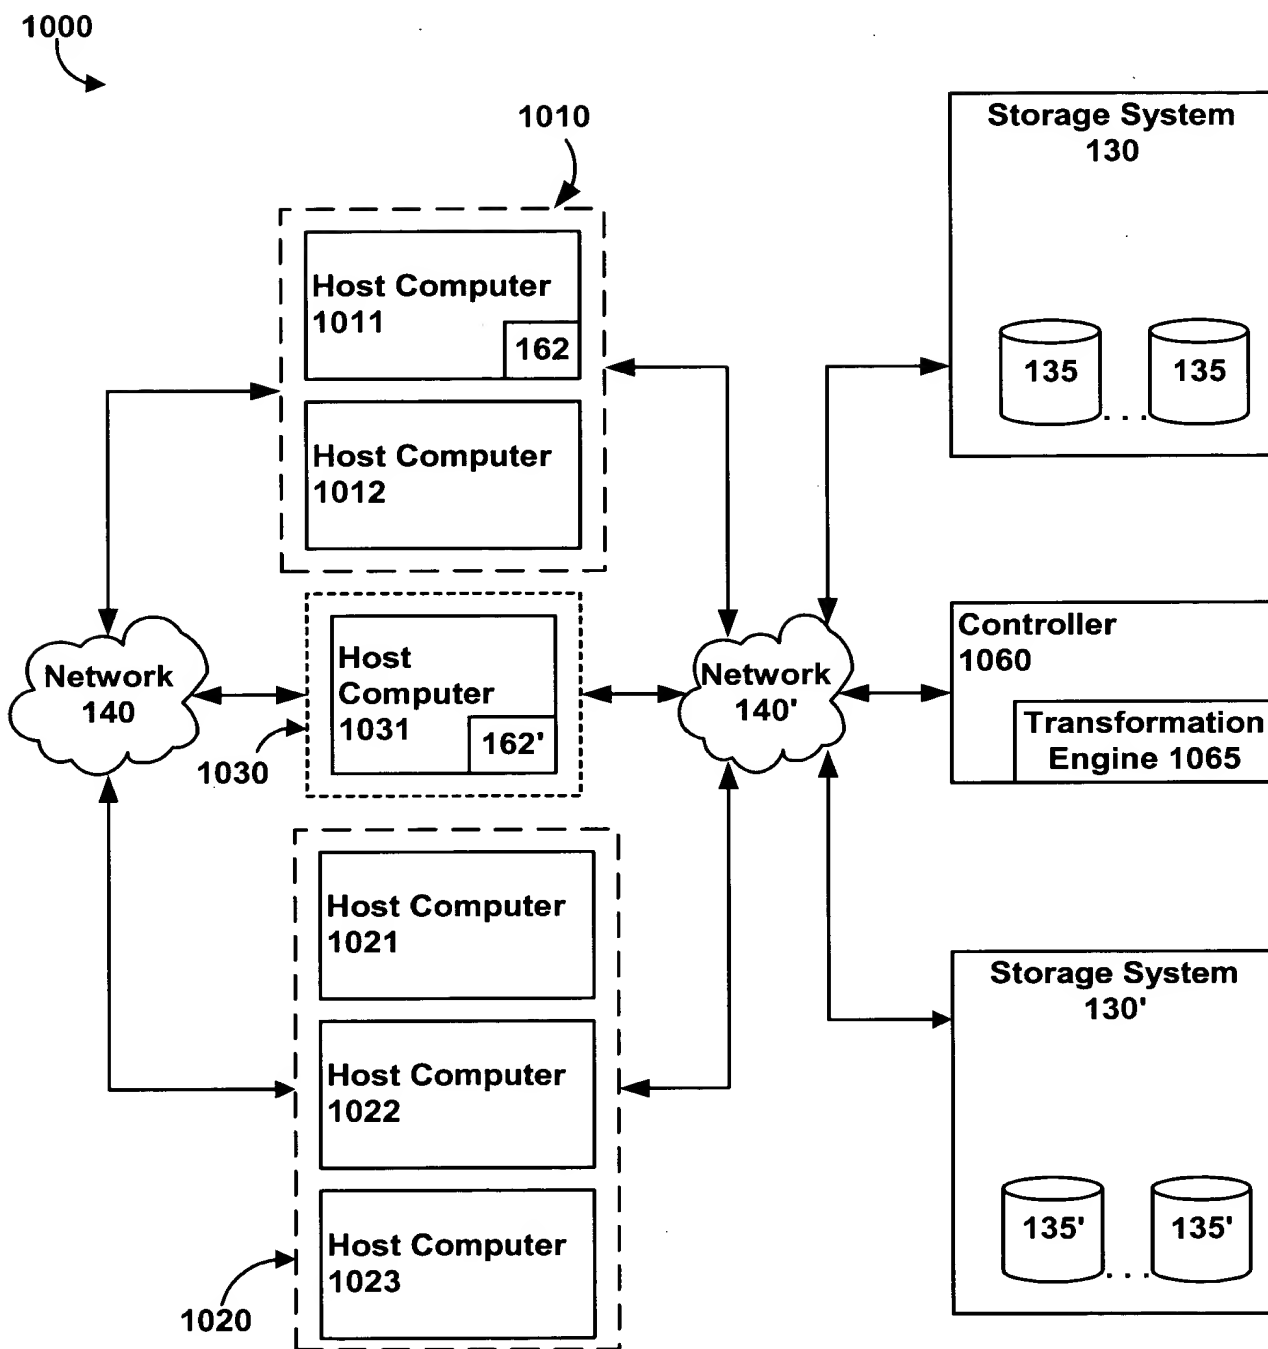 1000
1010
Host Computer
1011
162
Host Computer
1012
Network
140
Host
Computer
1031
162'
1030
Host Computer
1021
Host Computer
1022
Host Computer
1023
1020
Network
140'
Storage System
130
135
135
. . .
Controller
1060
Transformation
Engine 1065
Storage System
130'
135'
135'
. . .